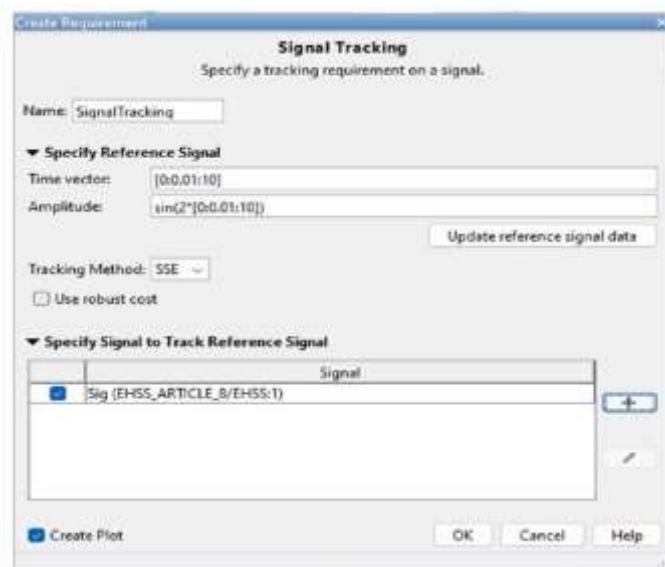 Create Requirement
Signal Tracking
Specify a tracking requirement on a signal.
Name: SignalTracking
Specify Reference Signal
Time vector: [0:0.01:10]
Amplitude: sin(2*[0:0.01:10])
Update reference signal data
Tracking Method: SSE
Use robust cost
Specify Signal to Track Reference Signal
Signal
Sig (EHSS_ARTICLE_8/EHSS:1)
Create Plot OK Cancel Help